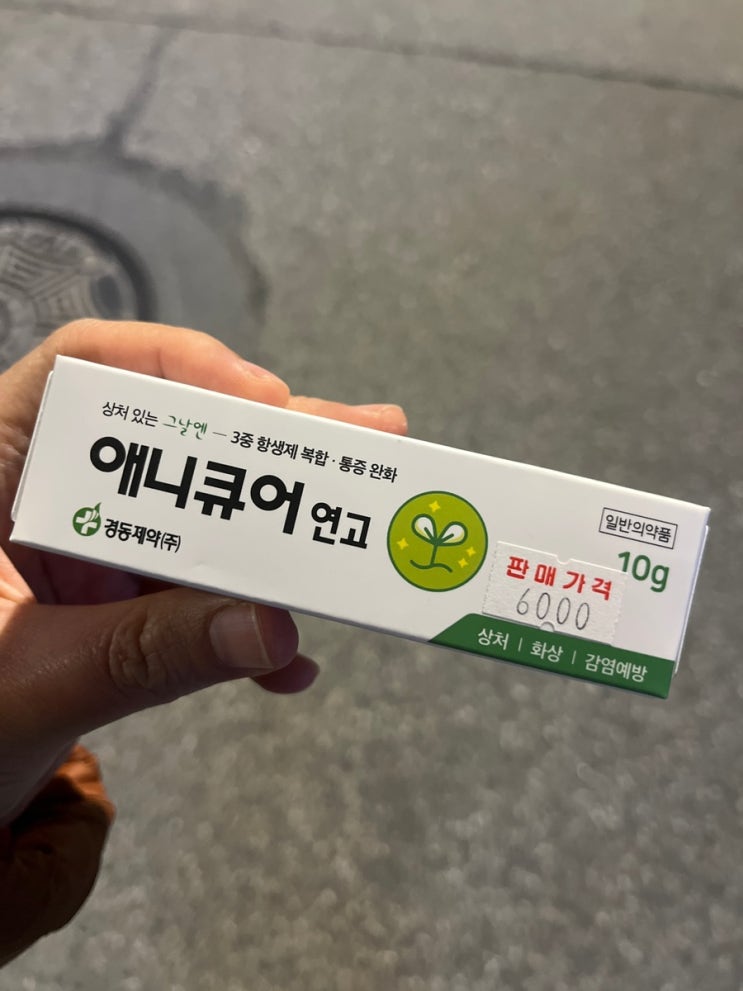 상처 있는 그날엔 — 3중 항생제 복합 · 통증 완화
애니큐어 연고
경동제약(주)
일반의약품
10g
판매가격
6000
상처 | 화상 | 감염예방